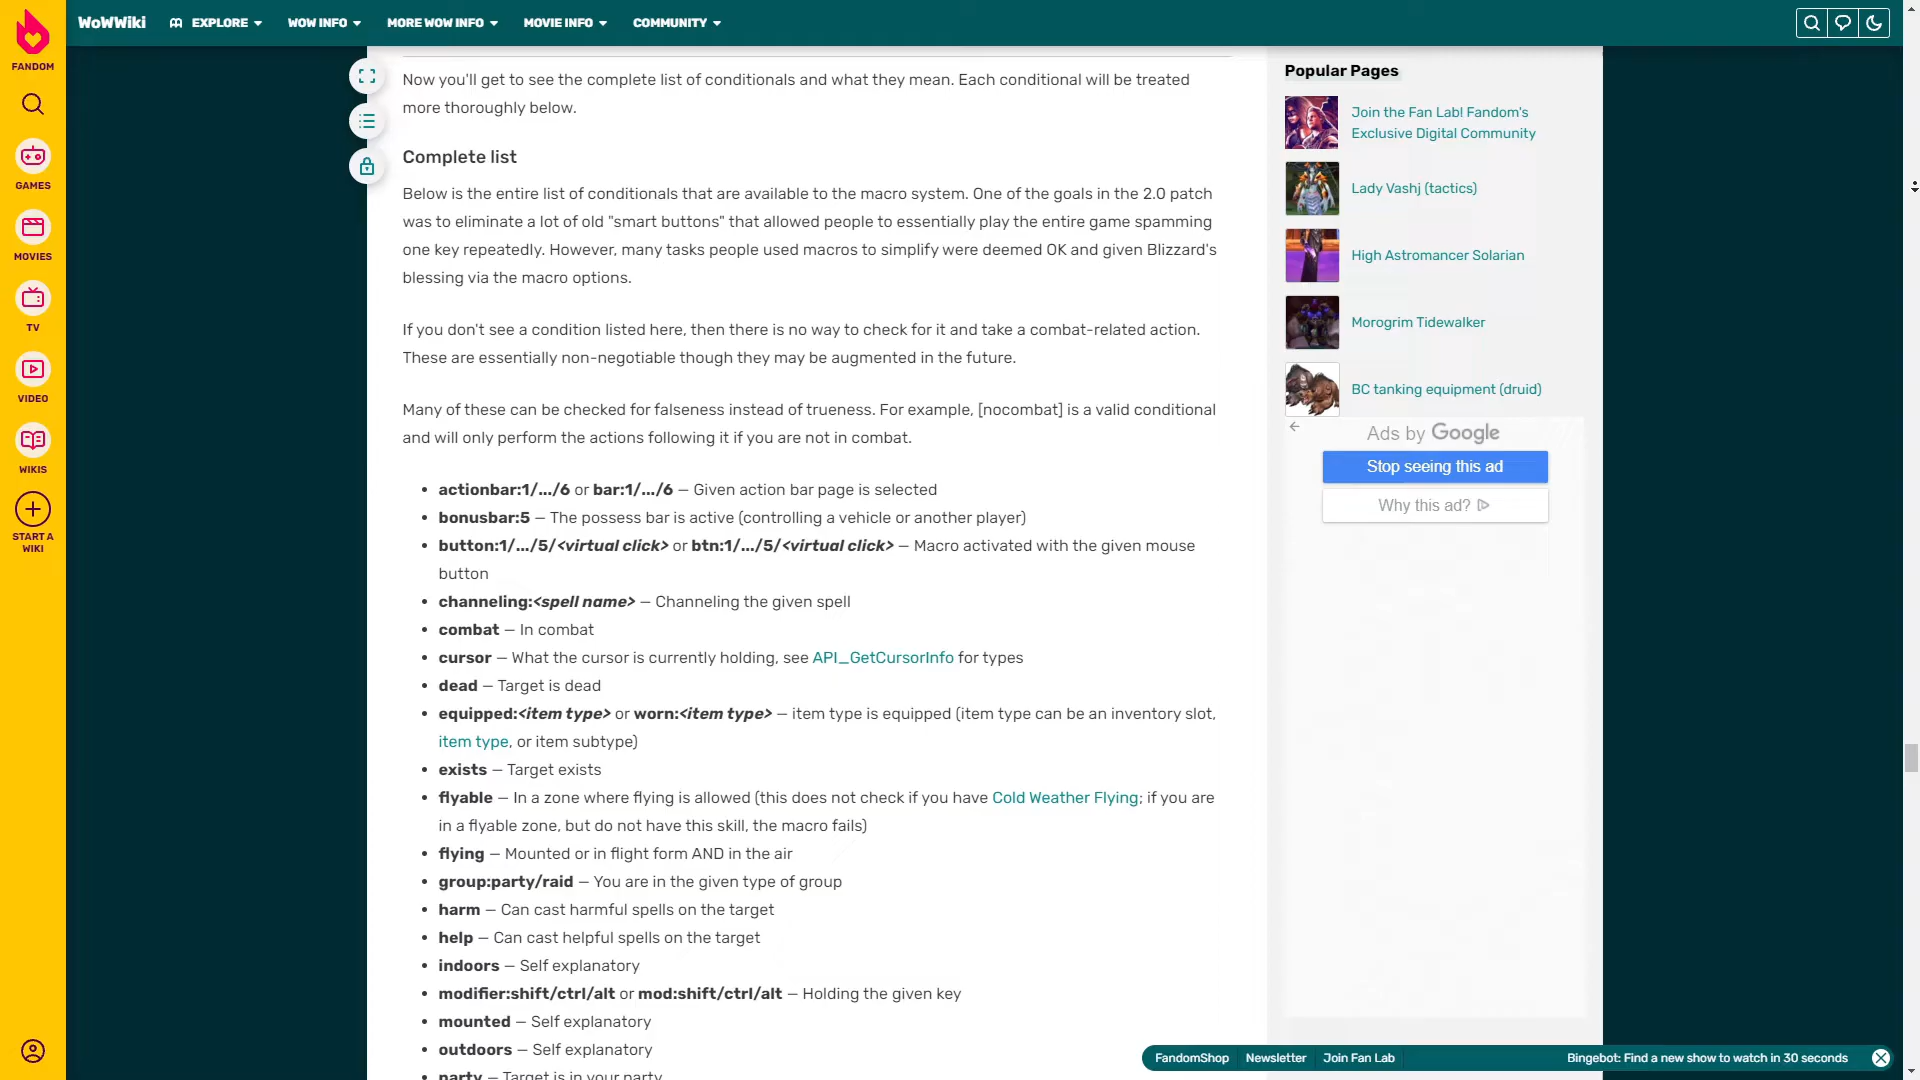 WoWWiki
EXPLORE
WOW INFO
MORE WOW INFO
MOVIE INFO
COMMUNITY
FANDOM
GAMES
MOVIES
TV
VIDEO
WIKIS
START A
WIKI
Now you'll get to see the complete list of conditionals and what they mean. Each conditional will be treated
more thoroughly below.
Complete list
Below is the entire list of conditionals that are available to the macro system. One of the goals in the 2.0 patch
was to eliminate a lot of old "smart buttons" that allowed people to essentially play the entire game spamming
one key repeatedly. However, many tasks people used macros to simplify were deemed OK and given Blizzard's
blessing via the macro options.
If you don't see a condition listed here, then there is no way to check for it and take a combat-related action.
These are essentially non-negotiable though they may be augmented in the future.
Many of these can be checked for falseness instead of trueness. For example, [nocombat] is a valid conditional
and will only perform the actions following it if you are not in combat.
• actionbar:1/.../6 or bar:1/.../6 — Given action bar page is selected
• bonusbar:5 — The possess bar is active (controlling a vehicle or another player)
• button:1/.../5/<virtual click> or btn:1/.../5/<virtual click> — Macro activated with the given mouse
button
• channeling:<spell name> — Channeling the given spell
• combat — In combat
• cursor — What the cursor is currently holding, see API_GetCursorInfo for types
• dead — Target is dead
• equipped:<item type> or worn:<item type> — item type is equipped (item type can be an inventory slot,
item type, or item subtype)
• exists — Target exists
• flyable — In a zone where flying is allowed (this does not check if you have Cold Weather Flying; if you are
in a flyable zone, but do not have this skill, the macro fails)
• flying — Mounted or in flight form AND in the air
• group:party/raid — You are in the given type of group
• harm — Can cast harmful spells on the target
• help — Can cast helpful spells on the target
• indoors — Self explanatory
• modifier:shift/ctrl/alt or mod:shift/ctrl/alt — Holding the given key
• mounted — Self explanatory
• outdoors — Self explanatory
• party — Target is in your party
Popular Pages
Join the Fan Lab! Fandom's
Exclusive Digital Community
Lady Vashj (tactics)
High Astromancer Solarian
Morogrim Tidewalker
BC tanking equipment (druid)
Ads by Google
Stop seeing this ad
Why this ad?
FandomShop
Newsletter
Join Fan Lab
Bingebot: Find a new show to watch in 30 seconds